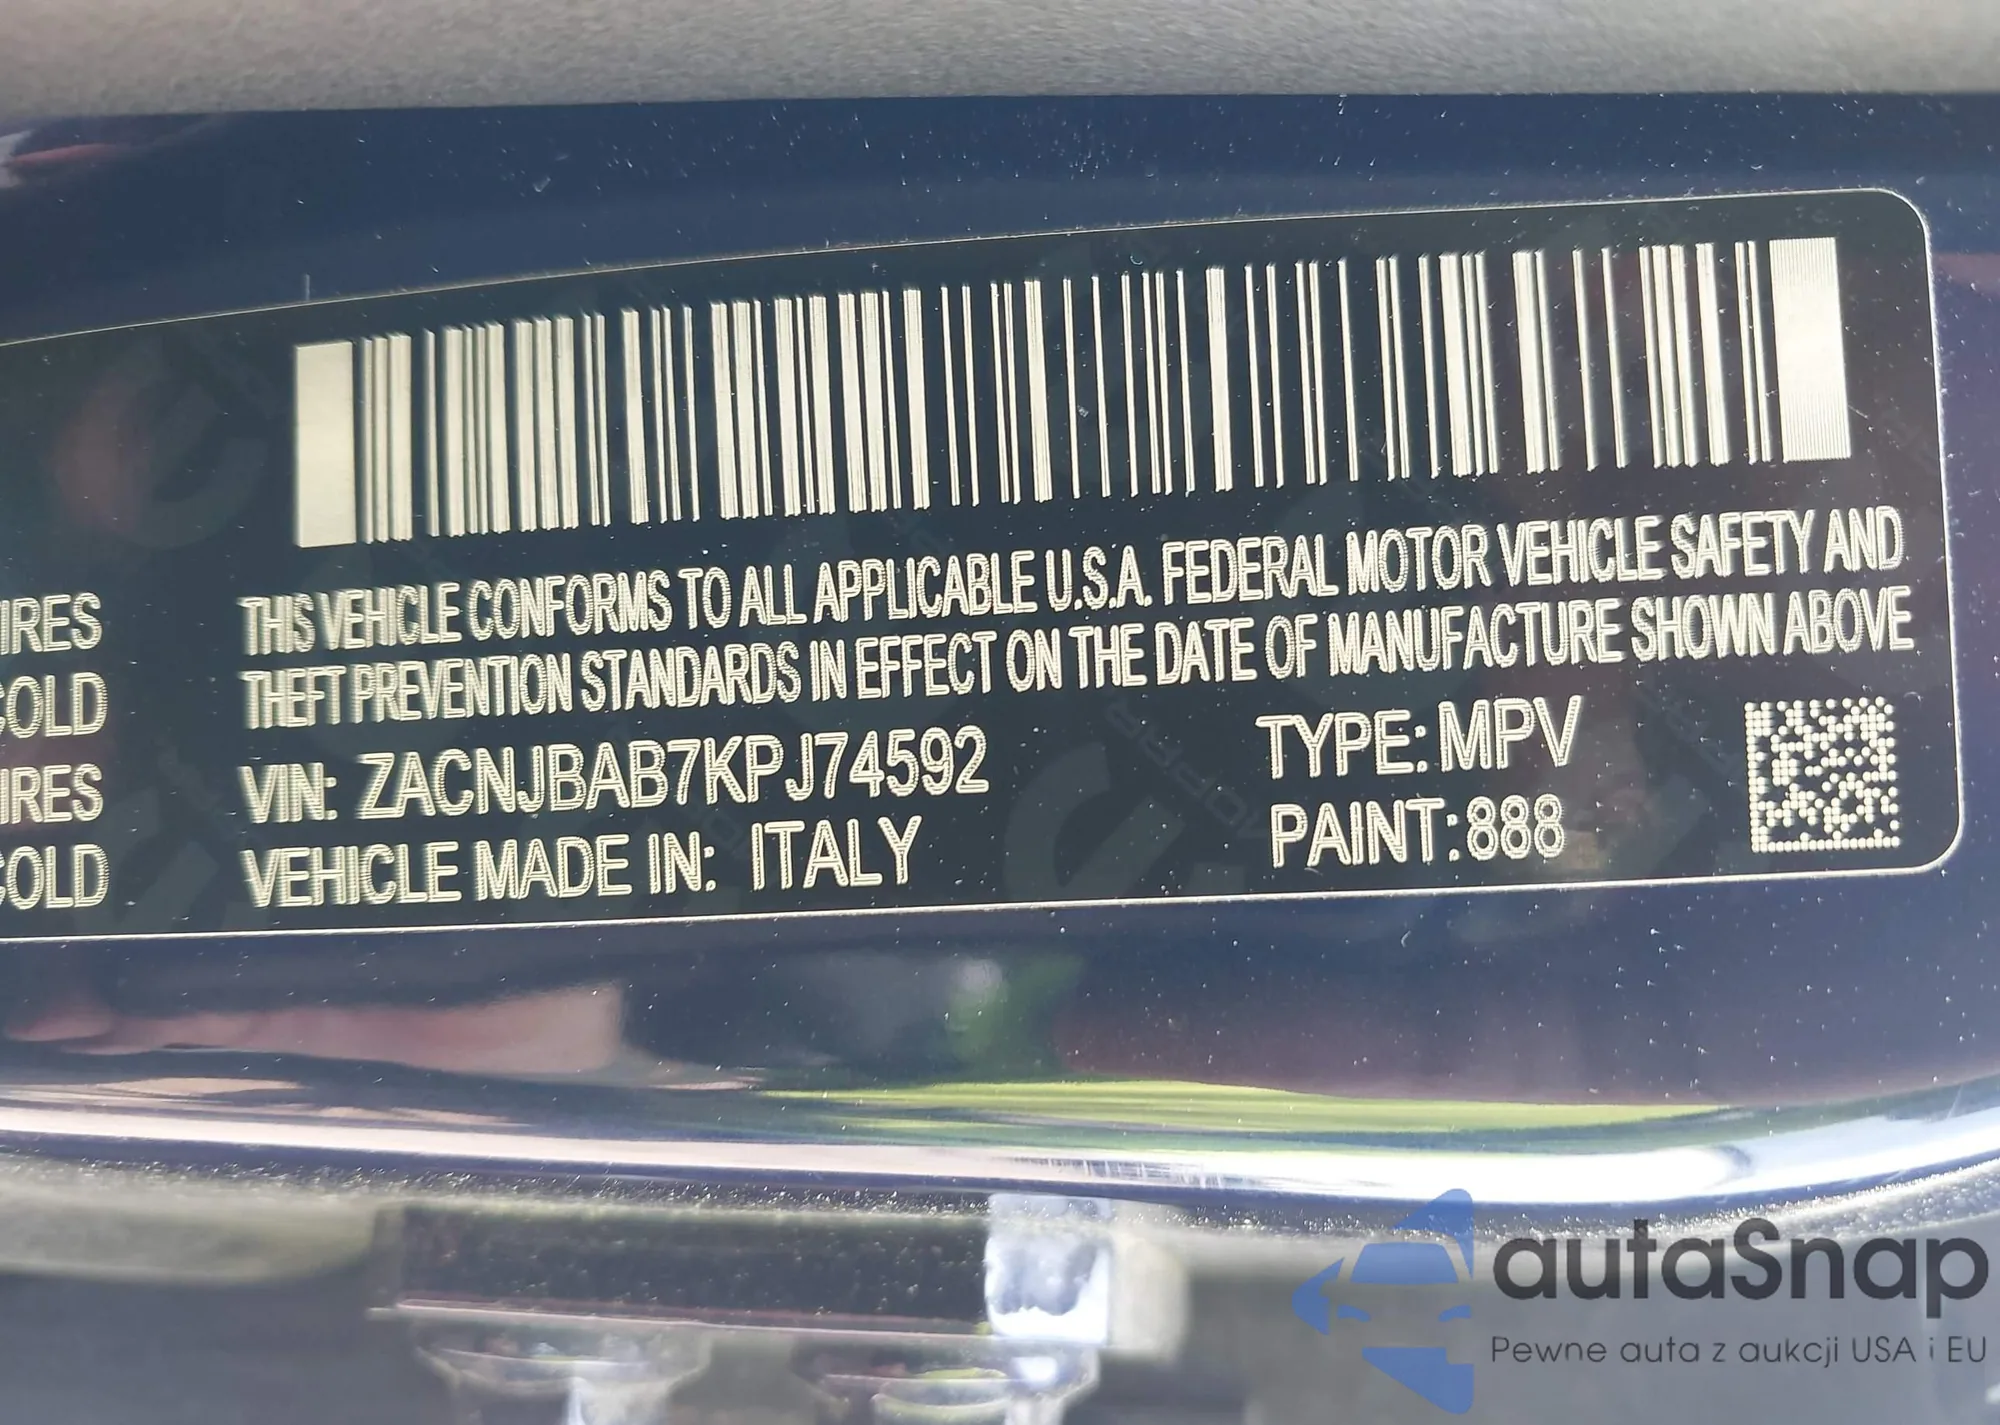 IRES
COLD
IRES
COLD
THIS VEHICLE CONFORMS TO ALL APPLICABLE U.S.A. FEDERAL MOTOR VEHICLE SAFETY AND
THEFT PREVENTION STANDARDS IN EFFECT ON THE DATE OF MANUFACTURE SHOWN ABOVE
VIN: ZACNJBAB7KPJ74592 TYPE: MPV
VEHICLE MADE IN: ITALY PAINT: 888
autaSnap
Pewne auta z aukcji USA i EU